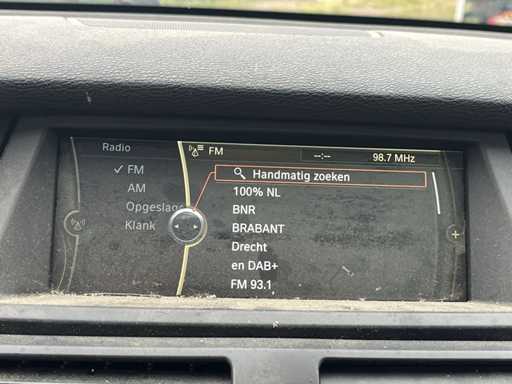 Radio
FM
--:--
98.7 MHz
FM
AM
Opgeslage
Klank
Handmatig zoeken
100% NL
BNR
BRABANT
Drecht
en DAB+
FM 93.1